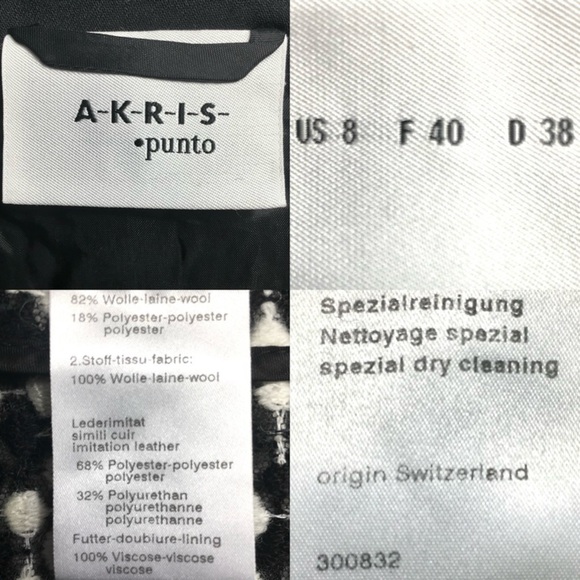 A-K-R-I-S-
•punto
US 8 F 40 D 38
82% Wolle-laine-wool
18% Polyester-polyester
polyester
2.Stoff-tissu fabric:
100% Wolle-laine-wool
Lederimitat
simili cuir
imitation leather
68% Polyester-polyester
polyester
32% Polyurethan
polyurethanne
polyurethanne
Futter-doubiure-lining
100% Viscose-viscose
viscose
Spezialreinigung
Nettoyage spezial
spezial dry cleaning
origin Switzerland
300832